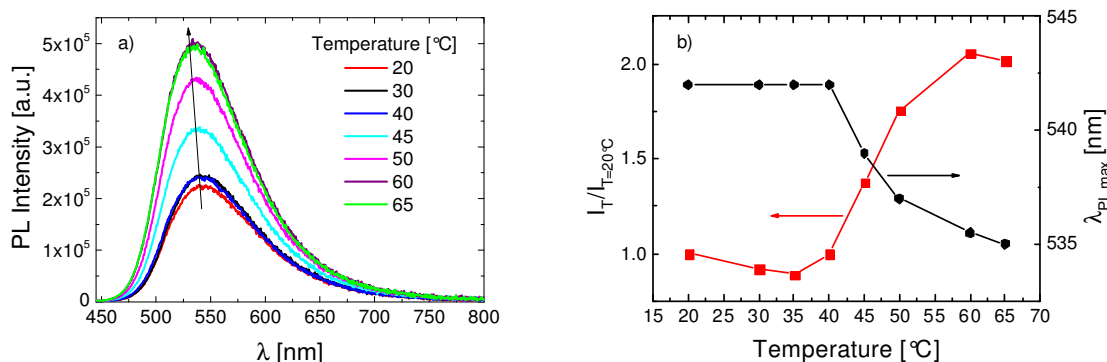 a)
Temperature [°C]
20
30
40
45
50
60
65
5x10⁵
4x10⁵
3x10⁵
2x10⁵
1x10⁵
0
PL Intensity [a.u.]
450 500 550 600 650 700 750 800
λ [nm]
b)
2.0
1.5
1.0
I_T/I_T=20°C
545
540
535
λ_PL max [nm]
15 20 25 30 35 40 45 50 55 60 65 70
Temperature [°C]